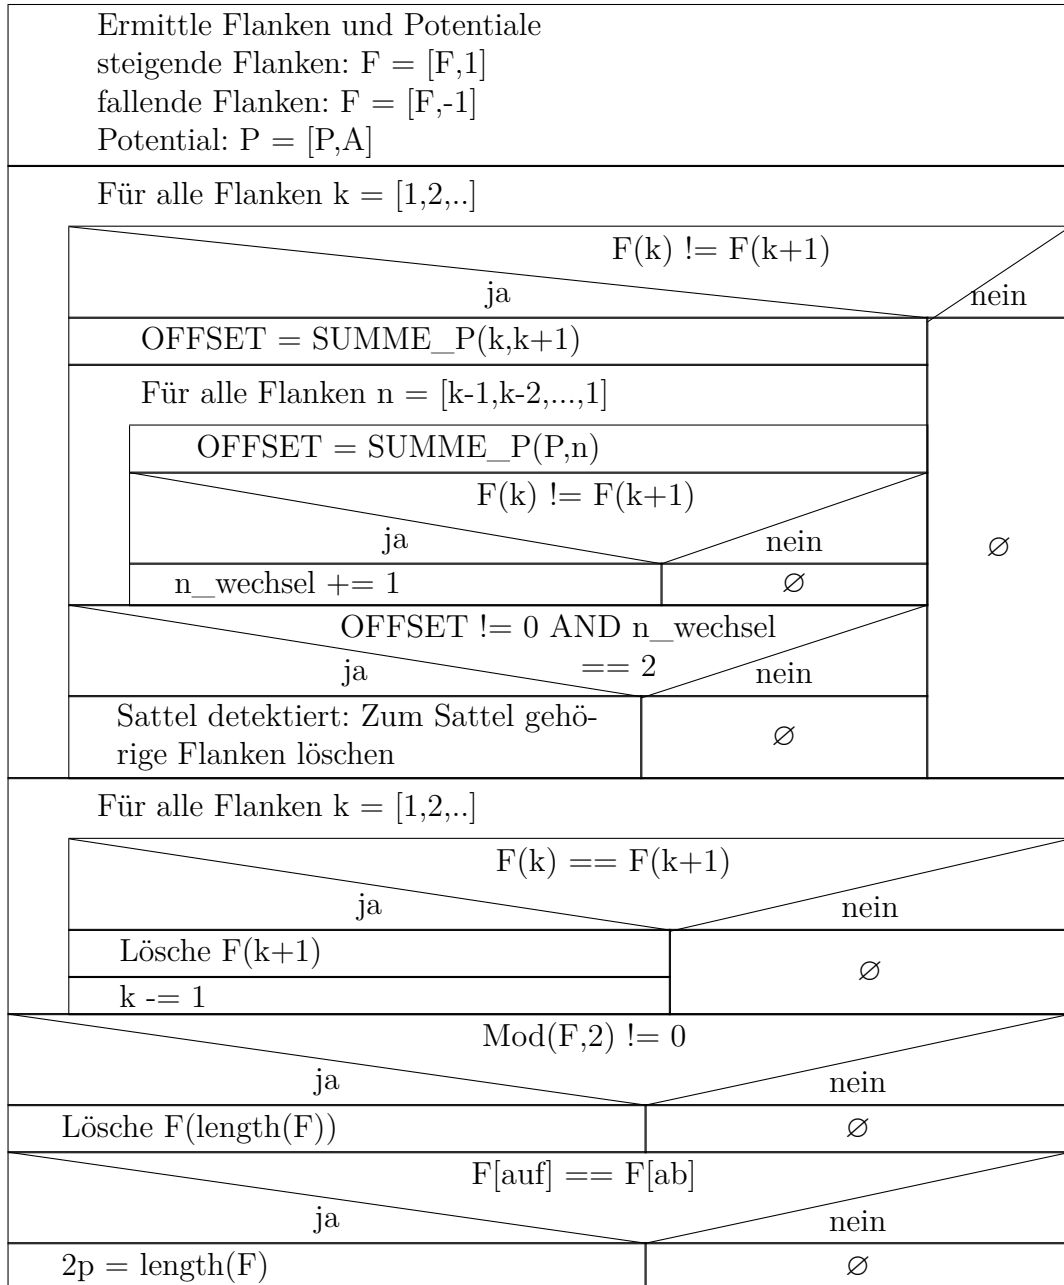 Ermittle Flanken und Potentiale
steigende Flanken: F = [F,1]
fallende Flanken: F = [F,-1]
Potential: P = [P,A]
Für alle Flanken k = [1,2,..]
F(k) != F(k+1)
ja
nein
OFFSET = SUMME_P(k,k+1)
Für alle Flanken n = [k-1,k-2,...,1]
OFFSET = SUMME_P(P,n)
F(k) != F(k+1)
ja
nein
n_wechsel += 1
∅
∅
OFFSET != 0 AND n_wechsel
== 2
ja
nein
Sattel detektiert: Zum Sattel gehö-
rige Flanken löschen
∅
Für alle Flanken k = [1,2,..]
F(k) == F(k+1)
ja
nein
Lösche F(k+1)
∅
k -= 1
Mod(F,2) != 0
ja
nein
Lösche F(length(F))
∅
F[auf] == F[ab]
ja
nein
2p = length(F)
∅